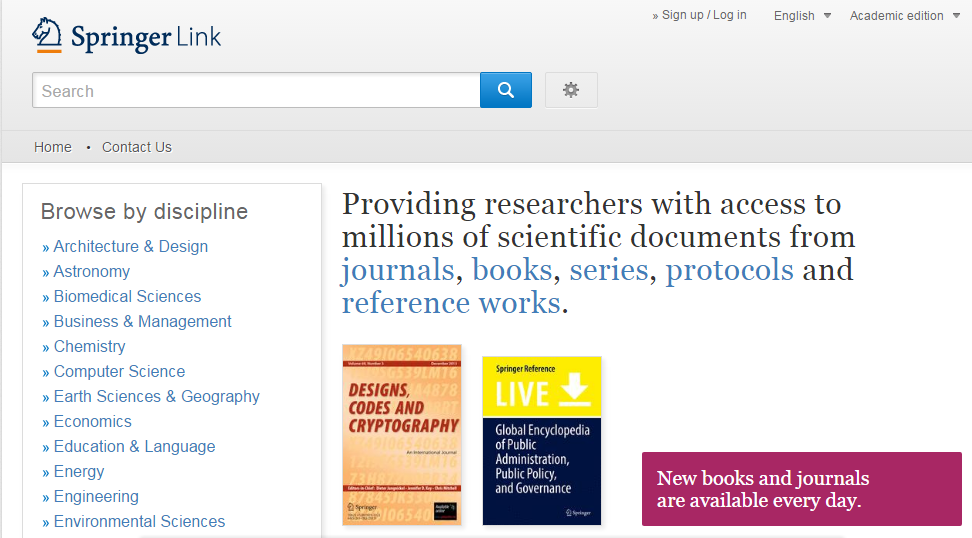 » Sign up / Log in English Academic edition
Springer Link
Search
Home • Contact Us
Browse by discipline
» Architecture & Design
» Astronomy
» Biomedical Sciences
» Business & Management
» Chemistry
» Computer Science
» Earth Sciences & Geography
» Economics
» Education & Language
» Energy
» Engineering
» Environmental Sciences
Providing researchers with access to
millions of scientific documents from
journals, books, series, protocols and
reference works.
DESIGNS,
CODES AND
CRYPTOGRAPHY
An International Journal
Springer
Springer Reference
LIVE
Global Encyclopedia
of Public
Administration,
Public Policy,
and Governance
Springer
New books and journals
are available every day.